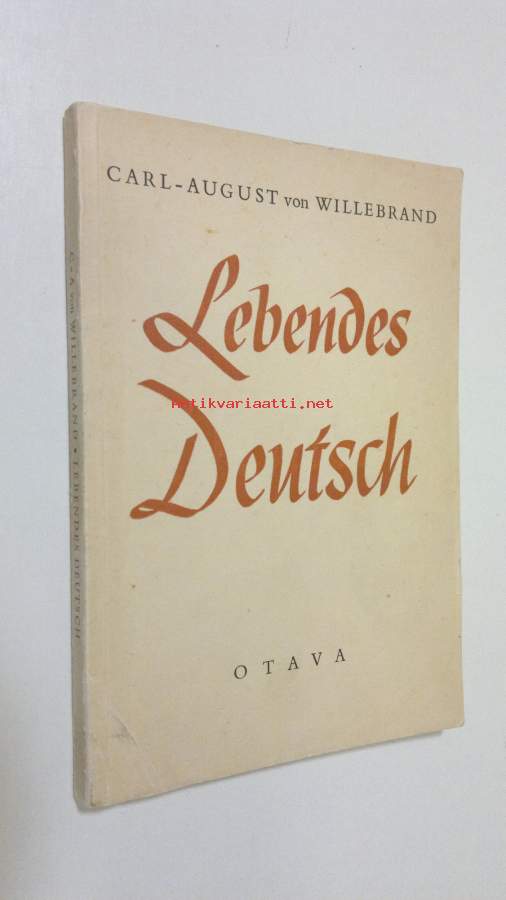 CARL-AUGUST von WILLEBRAND
Lebendes
antikvariaatti.net
Deutsch
OTAVA
C-A von WILLEBRAND • LEBENDES DEUTSCH